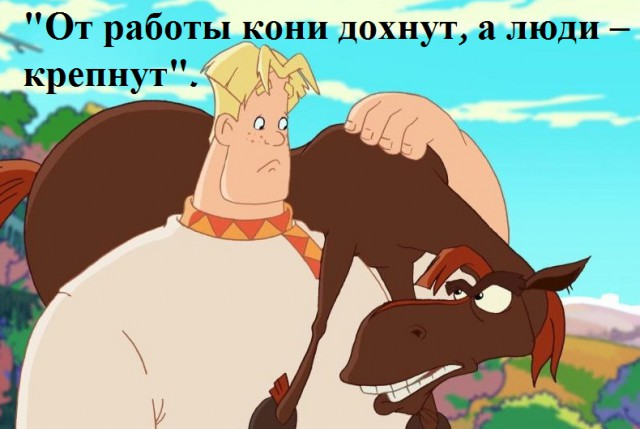 "От работы кони дохнут, а люди –
крепнут".